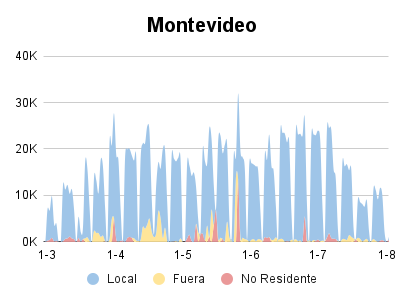 Montevideo
40K
30K
20K
10K
0K
1-3 1-4 1-5 1-6 1-7 1-8
Local Fuera No Residente